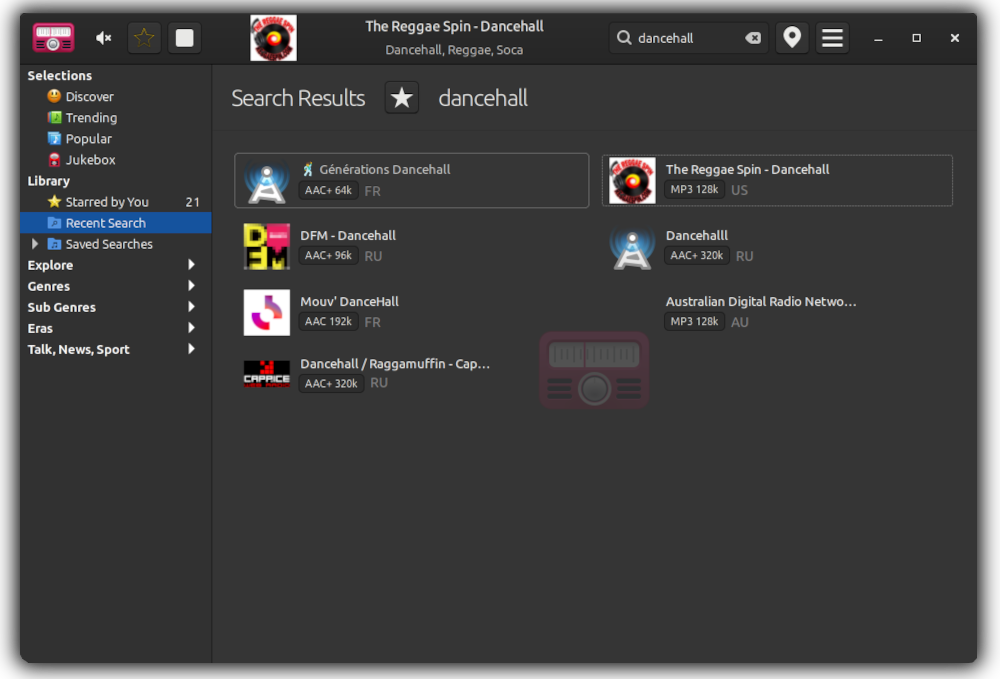 The Reggae Spin - Dancehall
Dancehall, Reggae, Soca
dancehall
Selections
Discover
Trending
Popular
Jukebox
Library
Starred by You 21
Recent Search
Saved Searches
Explore
Genres
Sub Genres
Eras
Talk, News, Sport
Search Results dancehall
Générations Dancehall
AAC+ 64k FR
The Reggae Spin - Dancehall
MP3 128k US
DFM - Dancehall
AAC+ 96k RU
Dancehalll
AAC+ 320k RU
Mouv' DanceHall
AAC 192k FR
Australian Digital Radio Netwo...
MP3 128k AU
CAPRICE
Dancehall / Raggamuffin - Cap...
AAC+ 320k RU